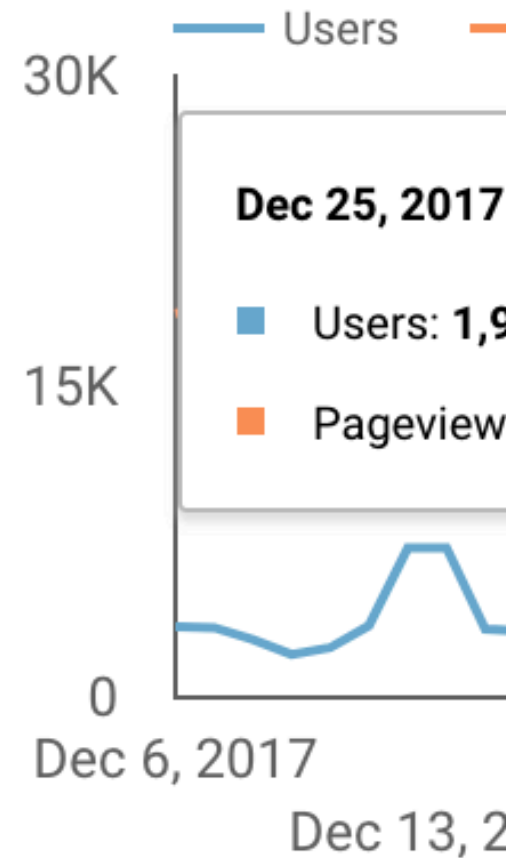 Users
30K
Dec 25, 2017
Users: 1,9
Pageview
15K
0
Dec 6, 2017
Dec 13, 2